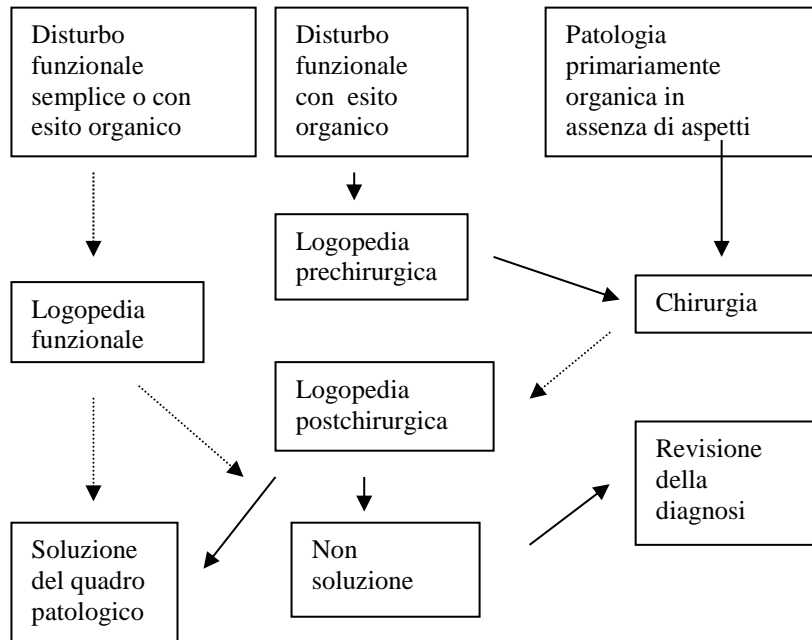 Disturbo
funzionale
semplice o con
esito organico
Disturbo
funzionale
con esito
organico
Patologia
primariamente
organica in
assenza di aspetti
Logopedia
prechirurgica
Logopedia
funzionale
Chirurgia
Logopedia
postchirurgica
Revisione
della
diagnosi
Soluzione
del quadro
patologico
Non
soluzione